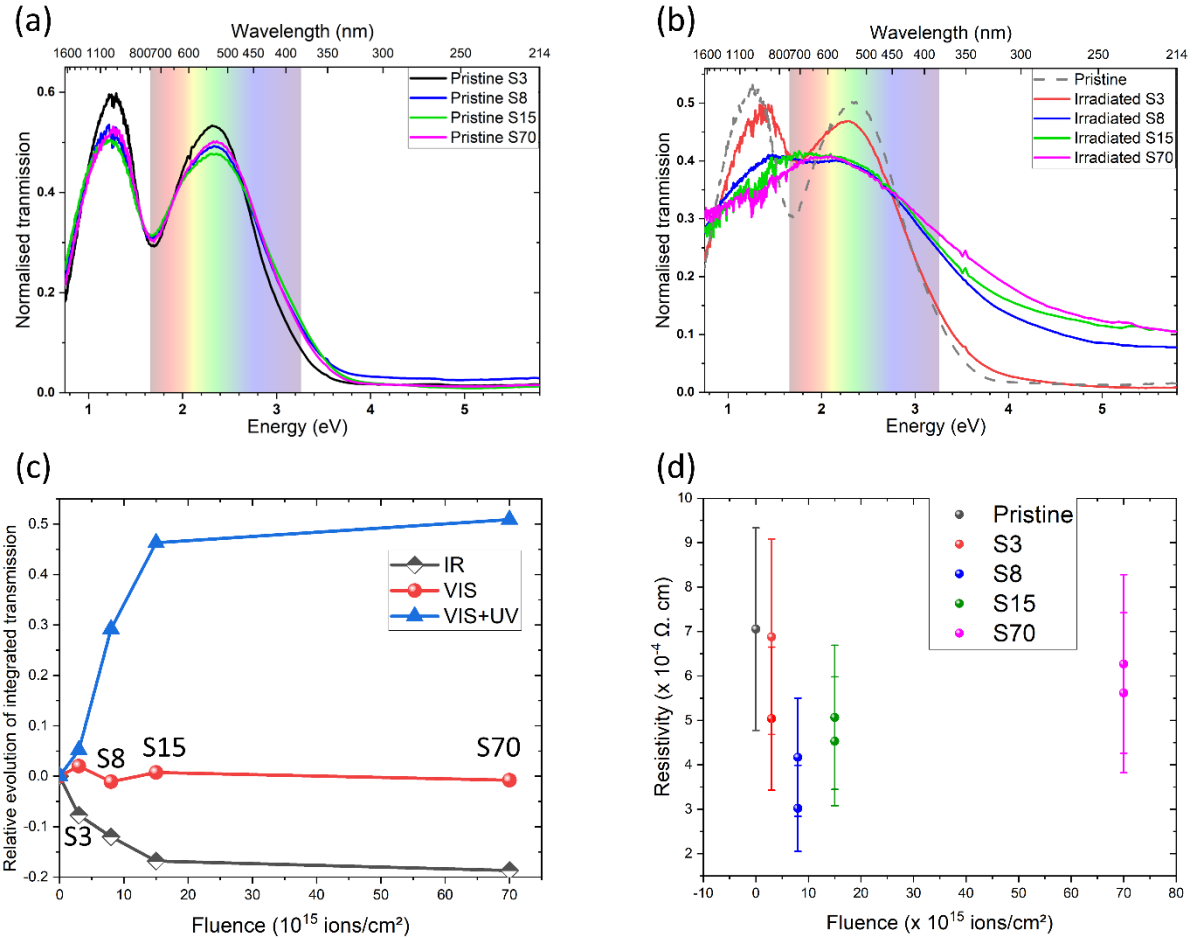 (a)
Wavelength (nm)
1600 1100 800 700 600 500 450 400 350 300 250 214
Normalised transmission
0.6
0.4
0.2
0.0
Pristine S3
Pristine S8
Pristine S15
Pristine S70
1 2 3 4 5
Energy (eV)
(b)
Wavelength (nm)
1600 1100 800 700 600 500 450 400 350 300 250 214
Normalised transmission
0.5
0.4
0.3
0.2
0.1
0.0
Pristine
Irradiated S3
Irradiated S8
Irradiated S15
Irradiated S70
1 2 3 4 5
Energy (eV)
(c)
Relative evolution of integrated transmission
0.5
0.4
0.3
0.2
0.1
0.0
-0.1
-0.2
IR
VIS
VIS+UV
S3
S8
S15
S70
0 10 20 30 40 50 60 70
Fluence (10¹⁵ ions/cm²)
(d)
Resistivity (x 10⁻⁴ Ω. cm)
10
9
8
7
6
5
4
3
2
Pristine
S3
S8
S15
S70
-10 0 10 20 30 40 50 60 70 80
Fluence (x 10¹⁵ ions/cm²)